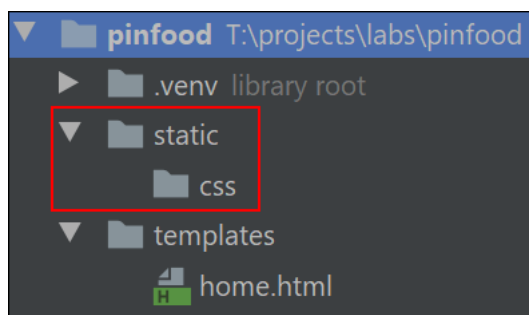 pinfood T:\projects\labs\pinfood
.venv library root
static
css
templates
H home.html